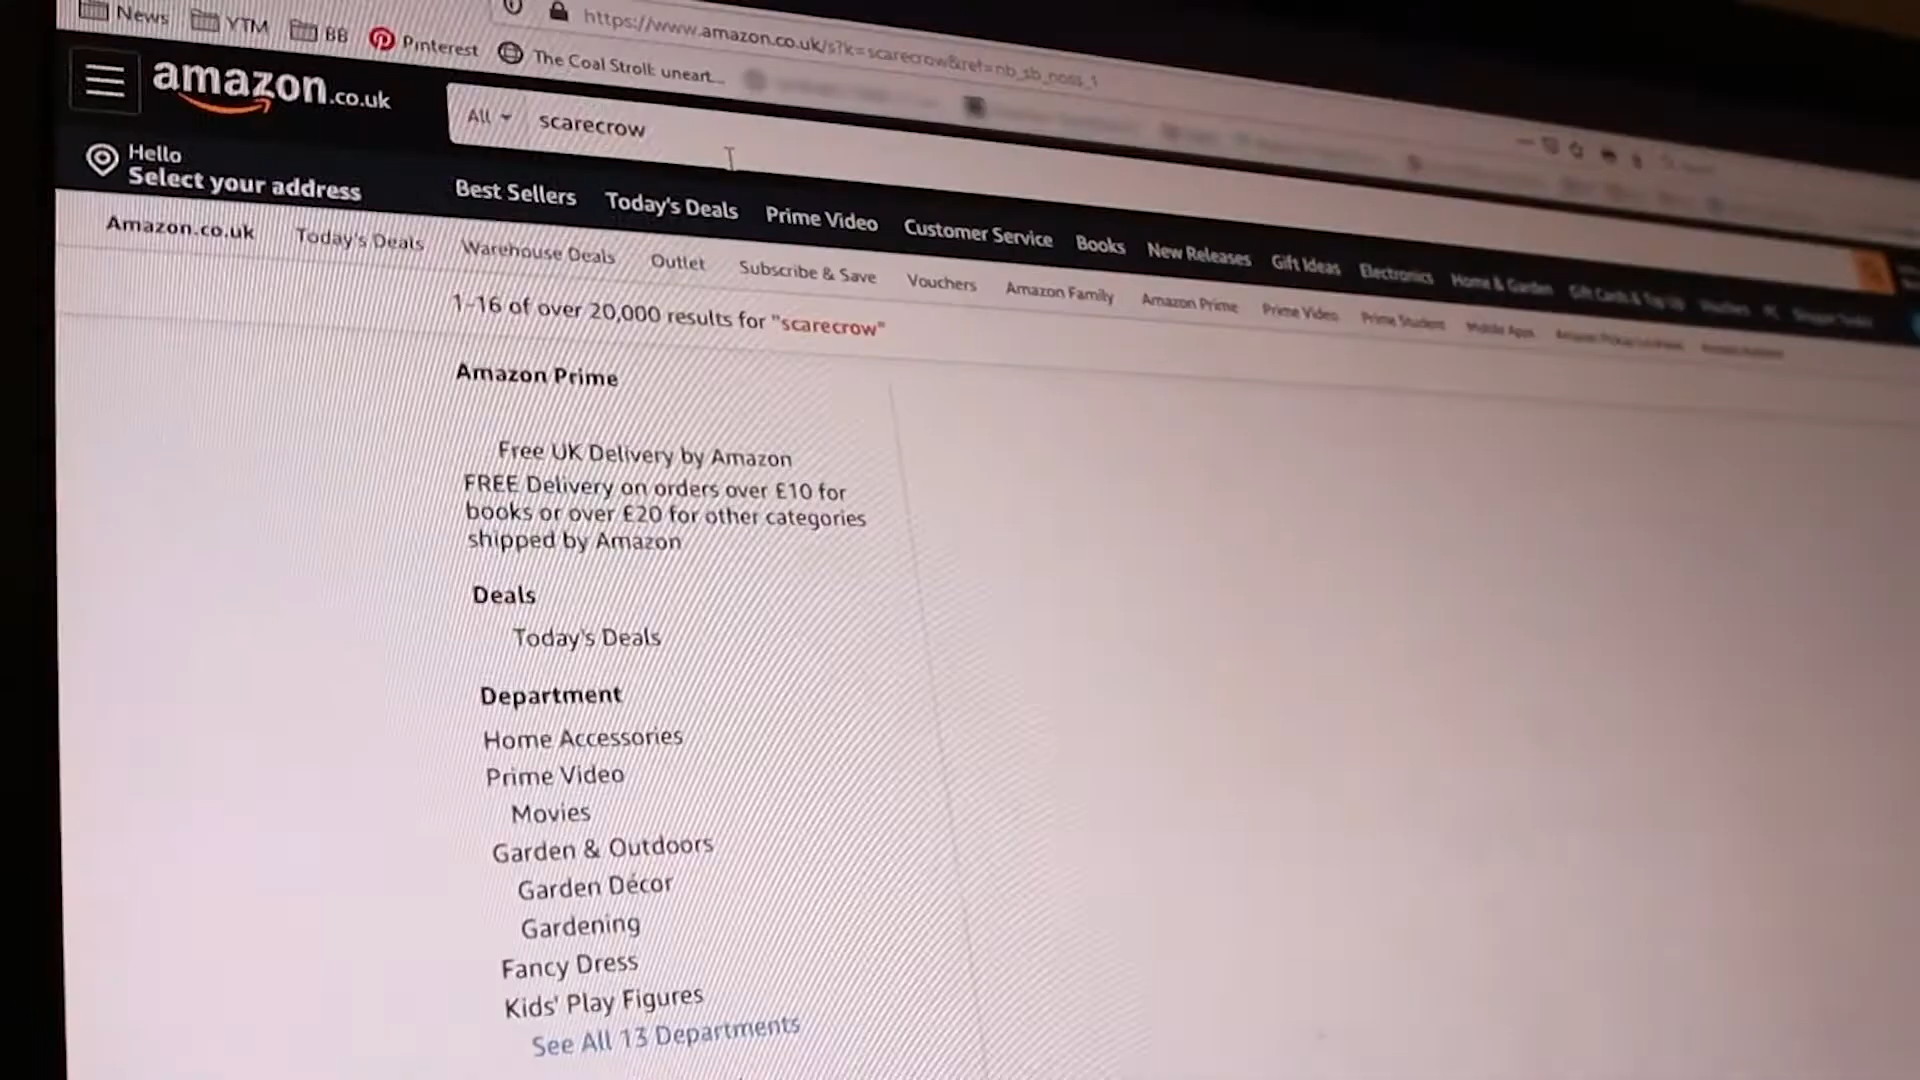 https://www.amazon.co.uk/s?k=scarecrow&ref=nb_sb_noss_1
News YTM BB Pinterest The Coal Stroll: uneart...
amazon.co.uk
All scarecrow
Hello
Select your address
Best Sellers Today's Deals Prime Video Customer Service Books New Releases Gift Ideas Electronics Home & Garden Gift Cards & Top Up Vouchers PC
Amazon.co.uk Today's Deals Warehouse Deals Outlet Subscribe & Save Vouchers Amazon Family Amazon Prime Prime Video Prime Student Mobile Apps
1-16 of over 20,000 results for "scarecrow"
Amazon Prime
Free UK Delivery by Amazon
FREE Delivery on orders over £10 for
books or over £20 for other categories
shipped by Amazon
Deals
Today's Deals
Department
Home Accessories
Prime Video
Movies
Garden & Outdoors
Garden Décor
Gardening
Fancy Dress
Kids' Play Figures
See All 13 Departments